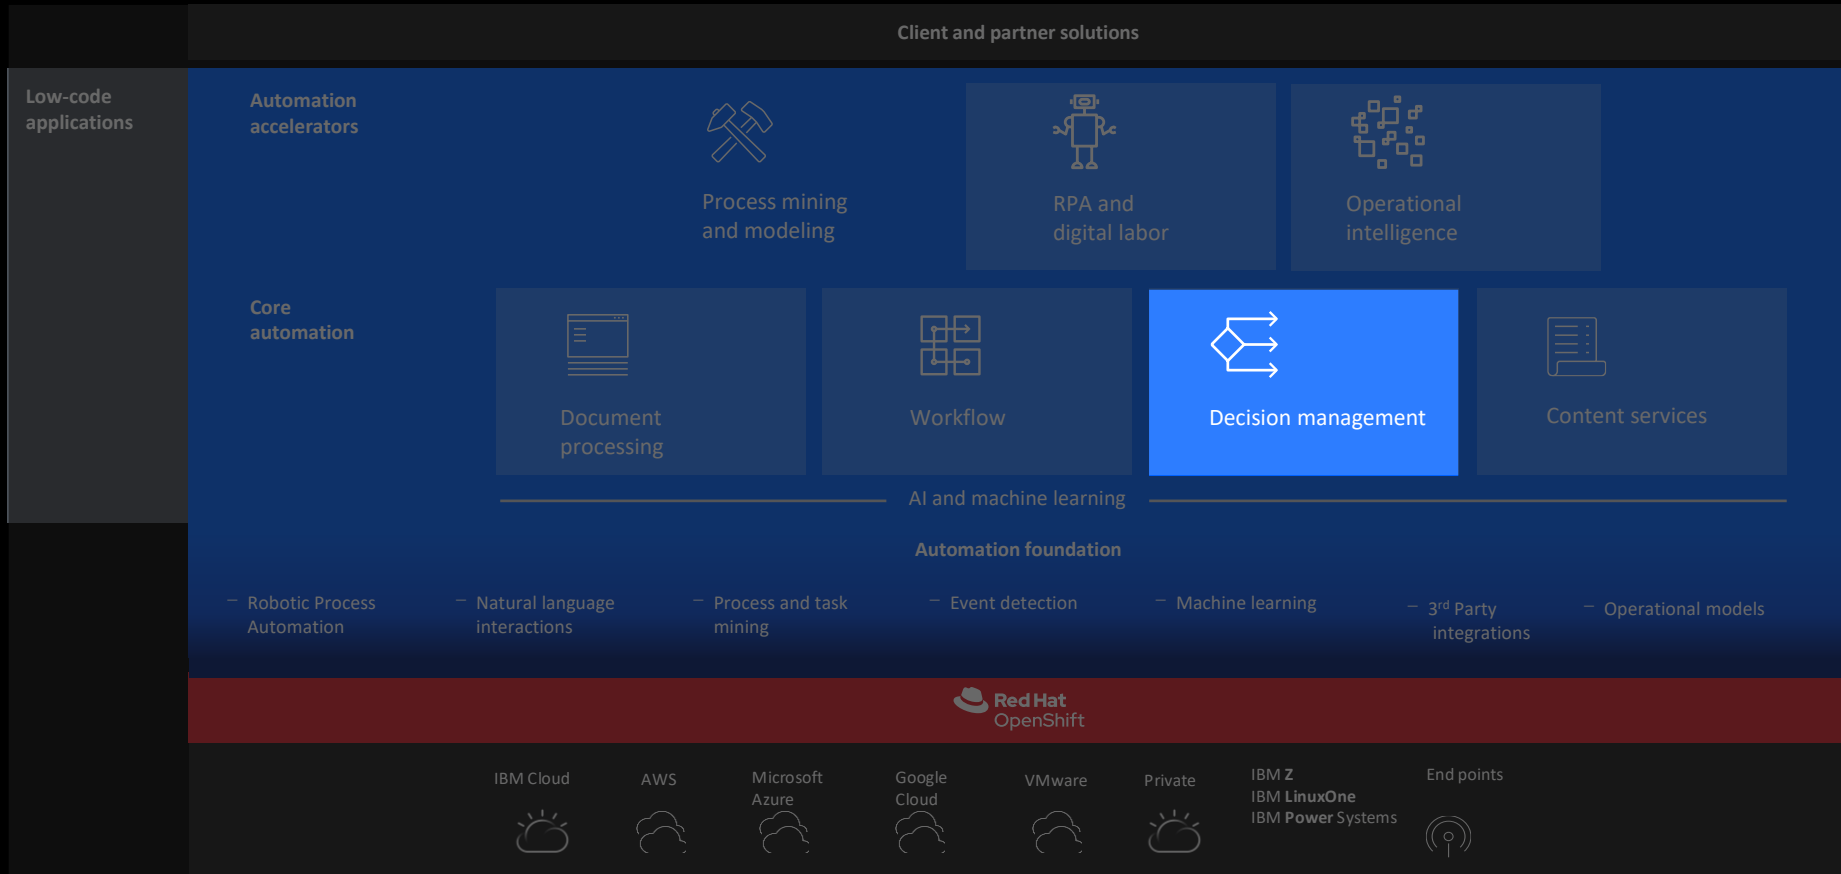 Client and partner solutions
Low-code
applications
Automation
accelerators
Process mining
and modeling
RPA and
digital labor
Operational
intelligence
Core
automation
Document
processing
Workflow
Decision management
Content services
AI and machine learning
Automation foundation
– Robotic Process
Automation
– Natural language
interactions
– Process and task
mining
– Event detection
– Machine learning
– 3rd Party
integrations
– Operational models
Red Hat
OpenShift
IBM Cloud
AWS
Microsoft
Azure
Google
Cloud
VMware
Private
IBM Z
IBM LinuxOne
IBM Power Systems
End points